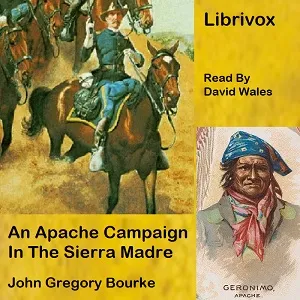 Librivox
Read By
David Wales
An Apache Campaign
In The Sierra Madre
John Gregory Bourke
GERONIMO,
APACHE.